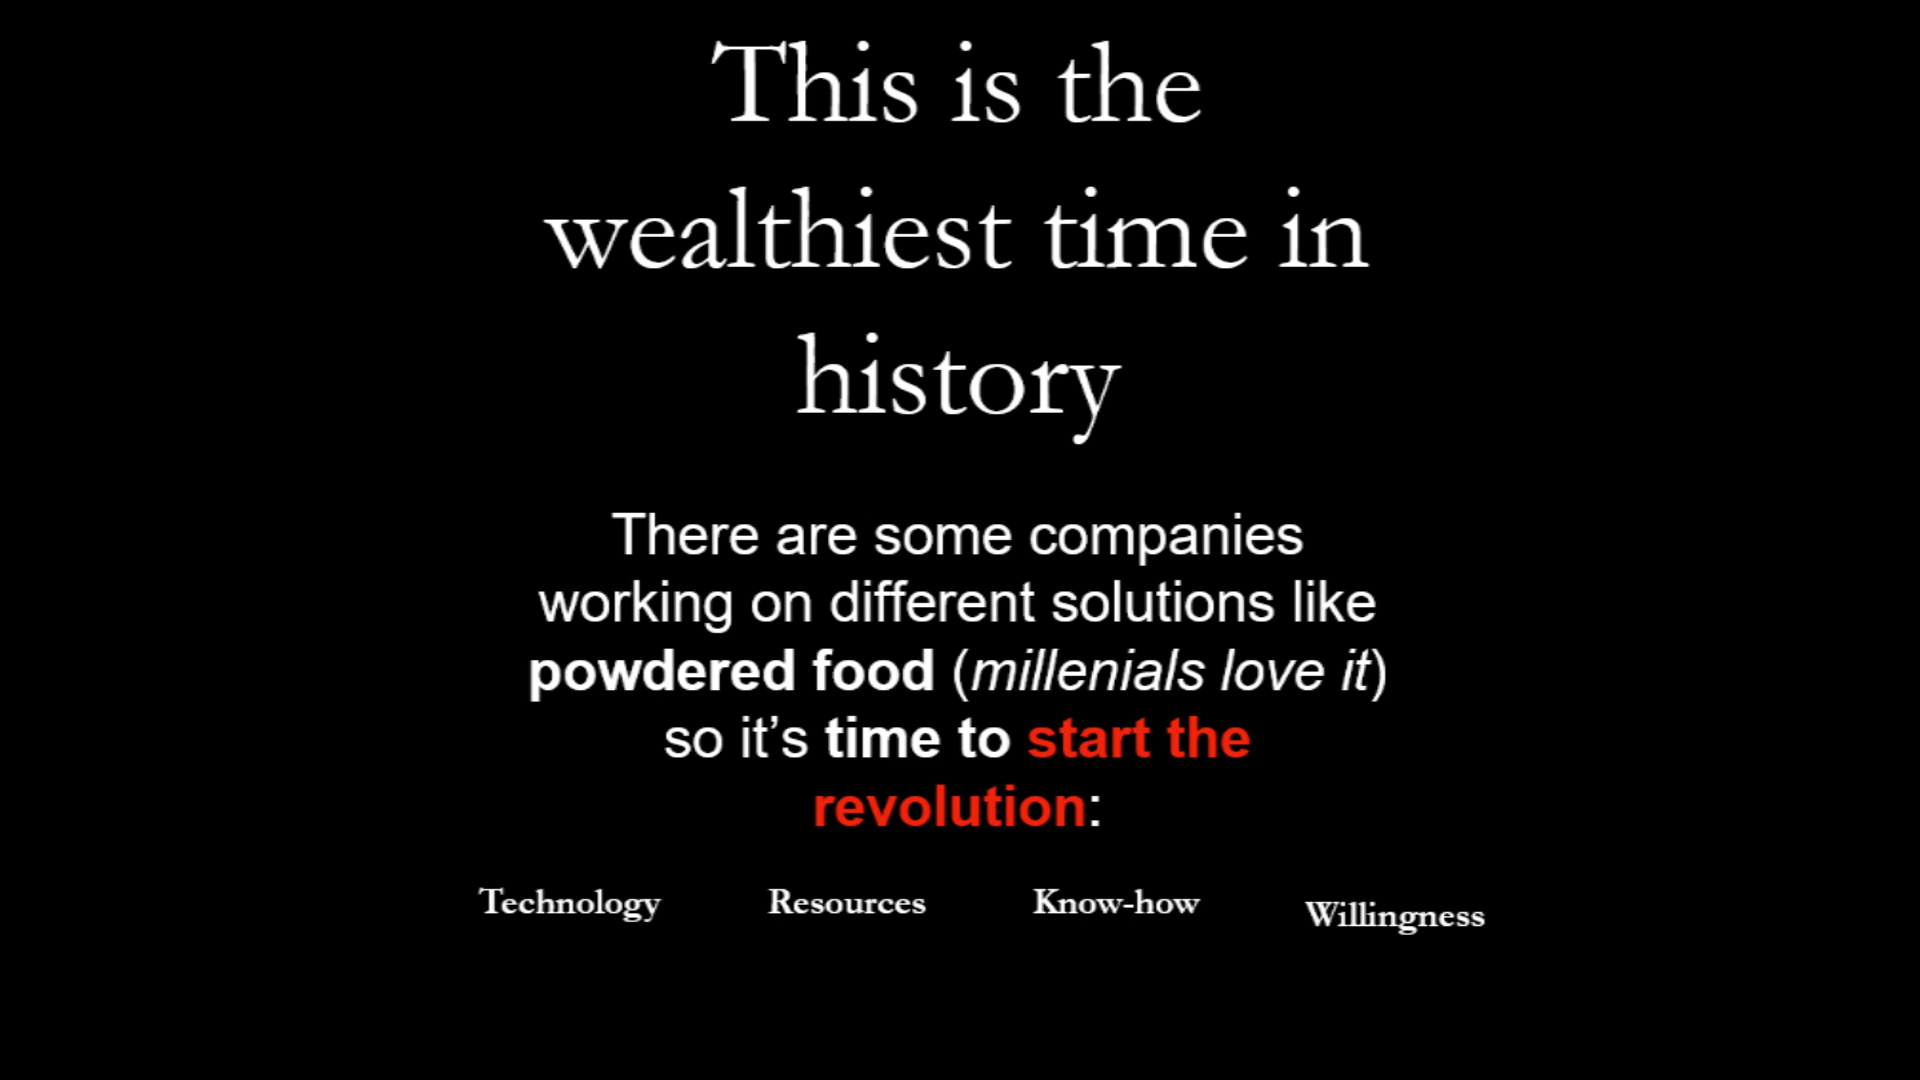 This is the
wealthiest time in
history
There are some companies
working on different solutions like
powdered food (millenials love it)
so it’s time to start the
revolution:
Technology Resources Know-how Willingness